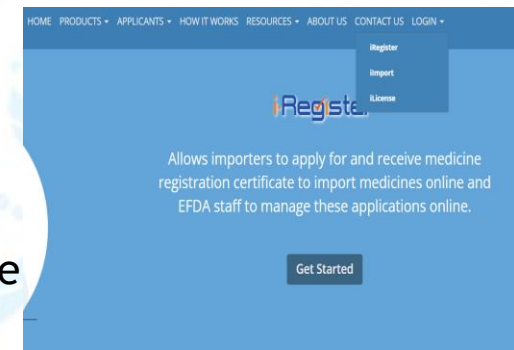 HOME PRODUCTS APPLICANTS HOW IT WORKS RESOURCES ABOUT US CONTACT US LOGIN
iRegister
iImport
iLicense
iRegister
Allows importers to apply for and receive medicine
registration certificate to import medicines online and
EFDA staff to manage these applications online.
e
Get Started